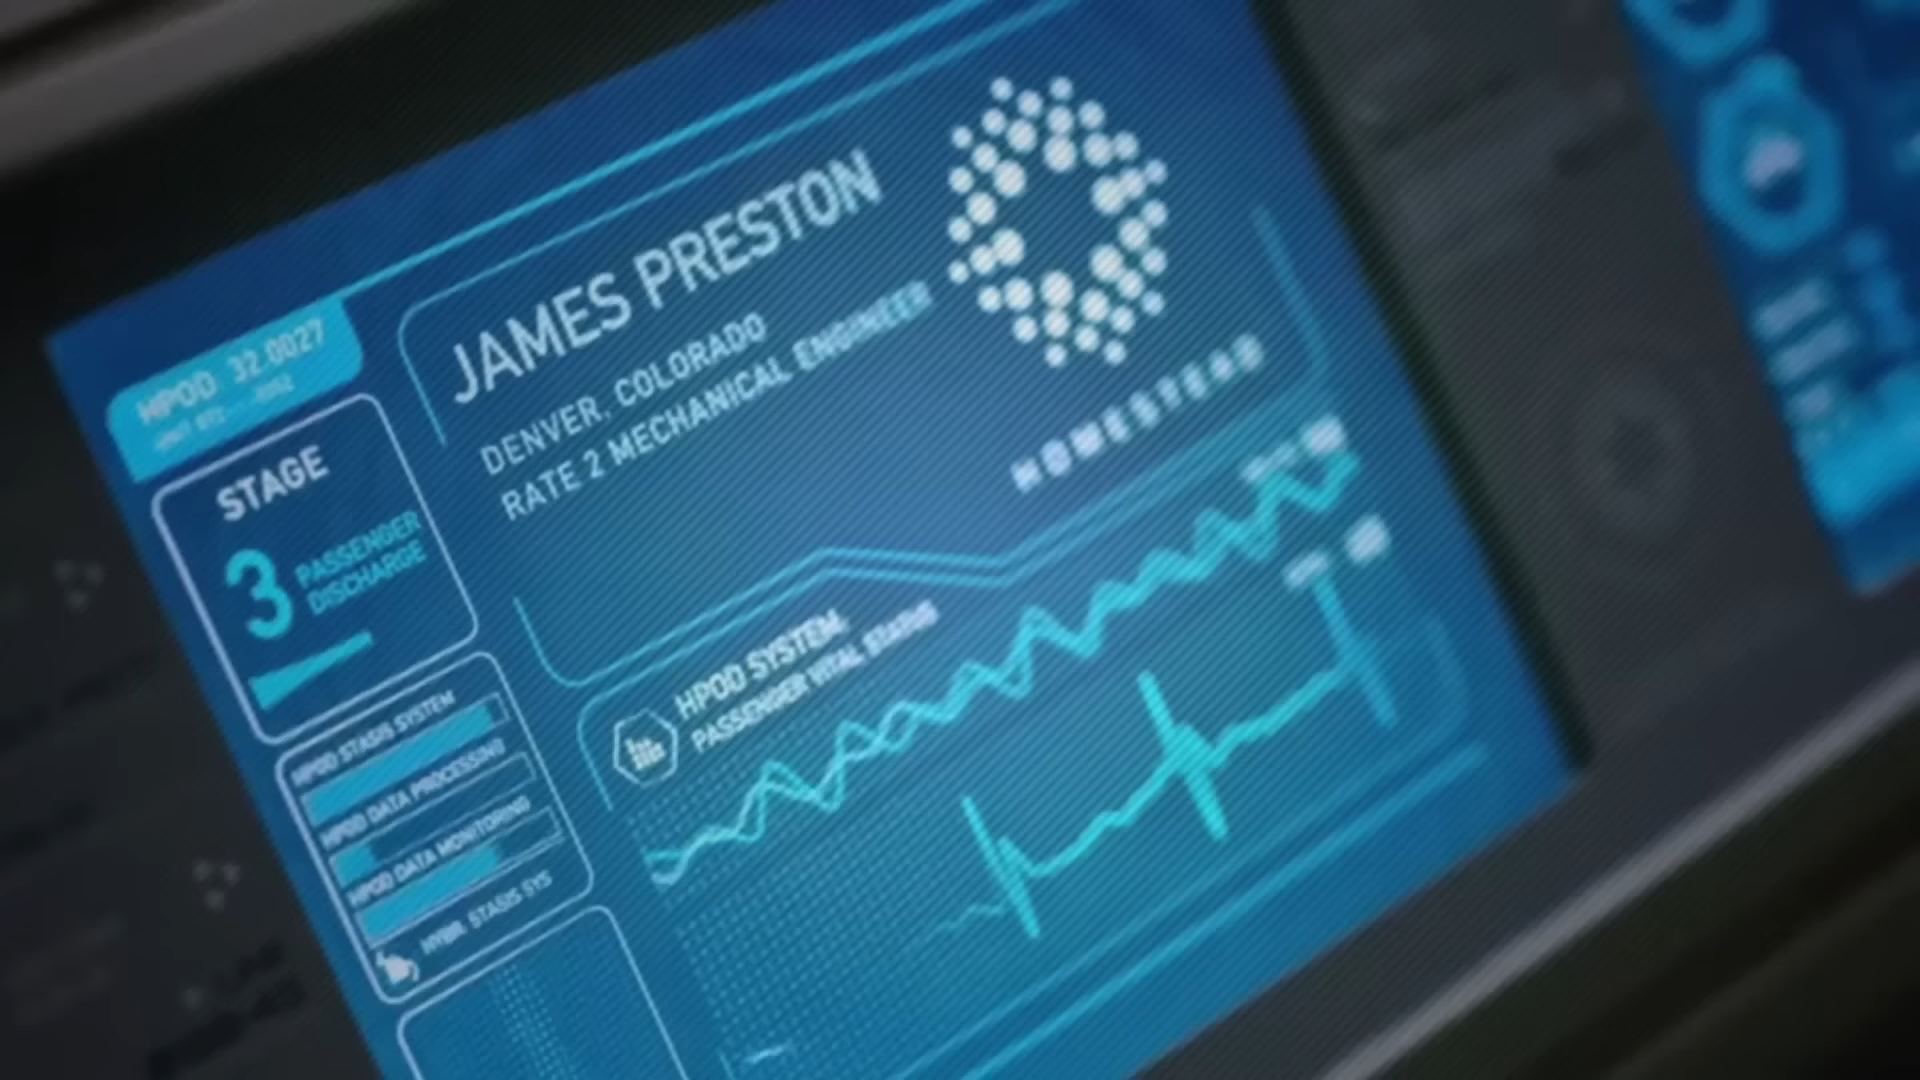 HPOD 32.0027
STAGE
3
PASSENGER
DISCHARGE
HPOD STASIS SYSTEM
HPOD DATA PROCESSING
HPOD DATA MONITORING
STASIS SYS
JAMES PRESTON
DENVER, COLORADO
RATE 2 MECHANICAL ENGINEER
HOMESTEAD
HPOD SYSTEM:
PASSENGER VITAL STATUS